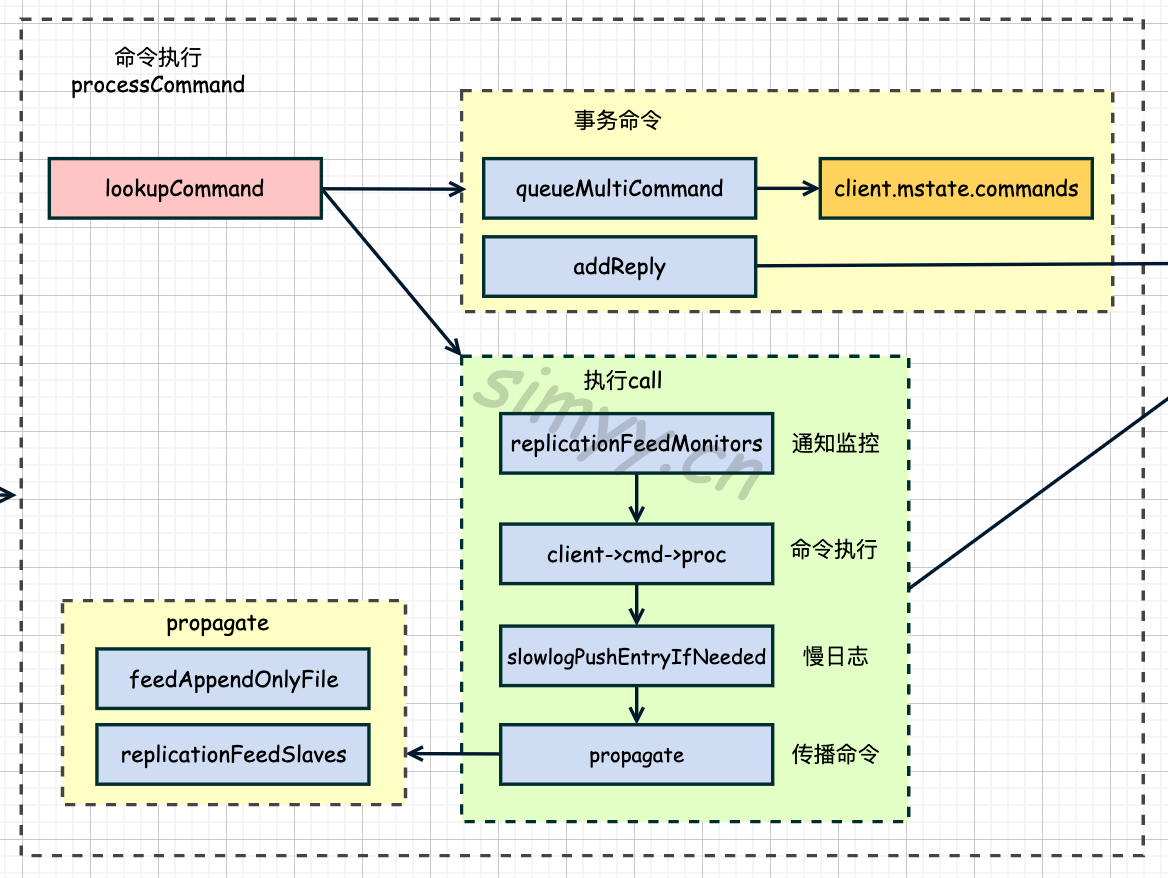 命令执行
processCommand
lookupCommand
事务命令
queueMultiCommand
client.mstate.commands
addReply
执行call
simyy.cn
replicationFeedMonitors
通知监控
client->cmd->proc
命令执行
slowlogPushEntryIfNeeded
慢日志
propagate
传播命令
propagate
feedAppendOnlyFile
replicationFeedSlaves